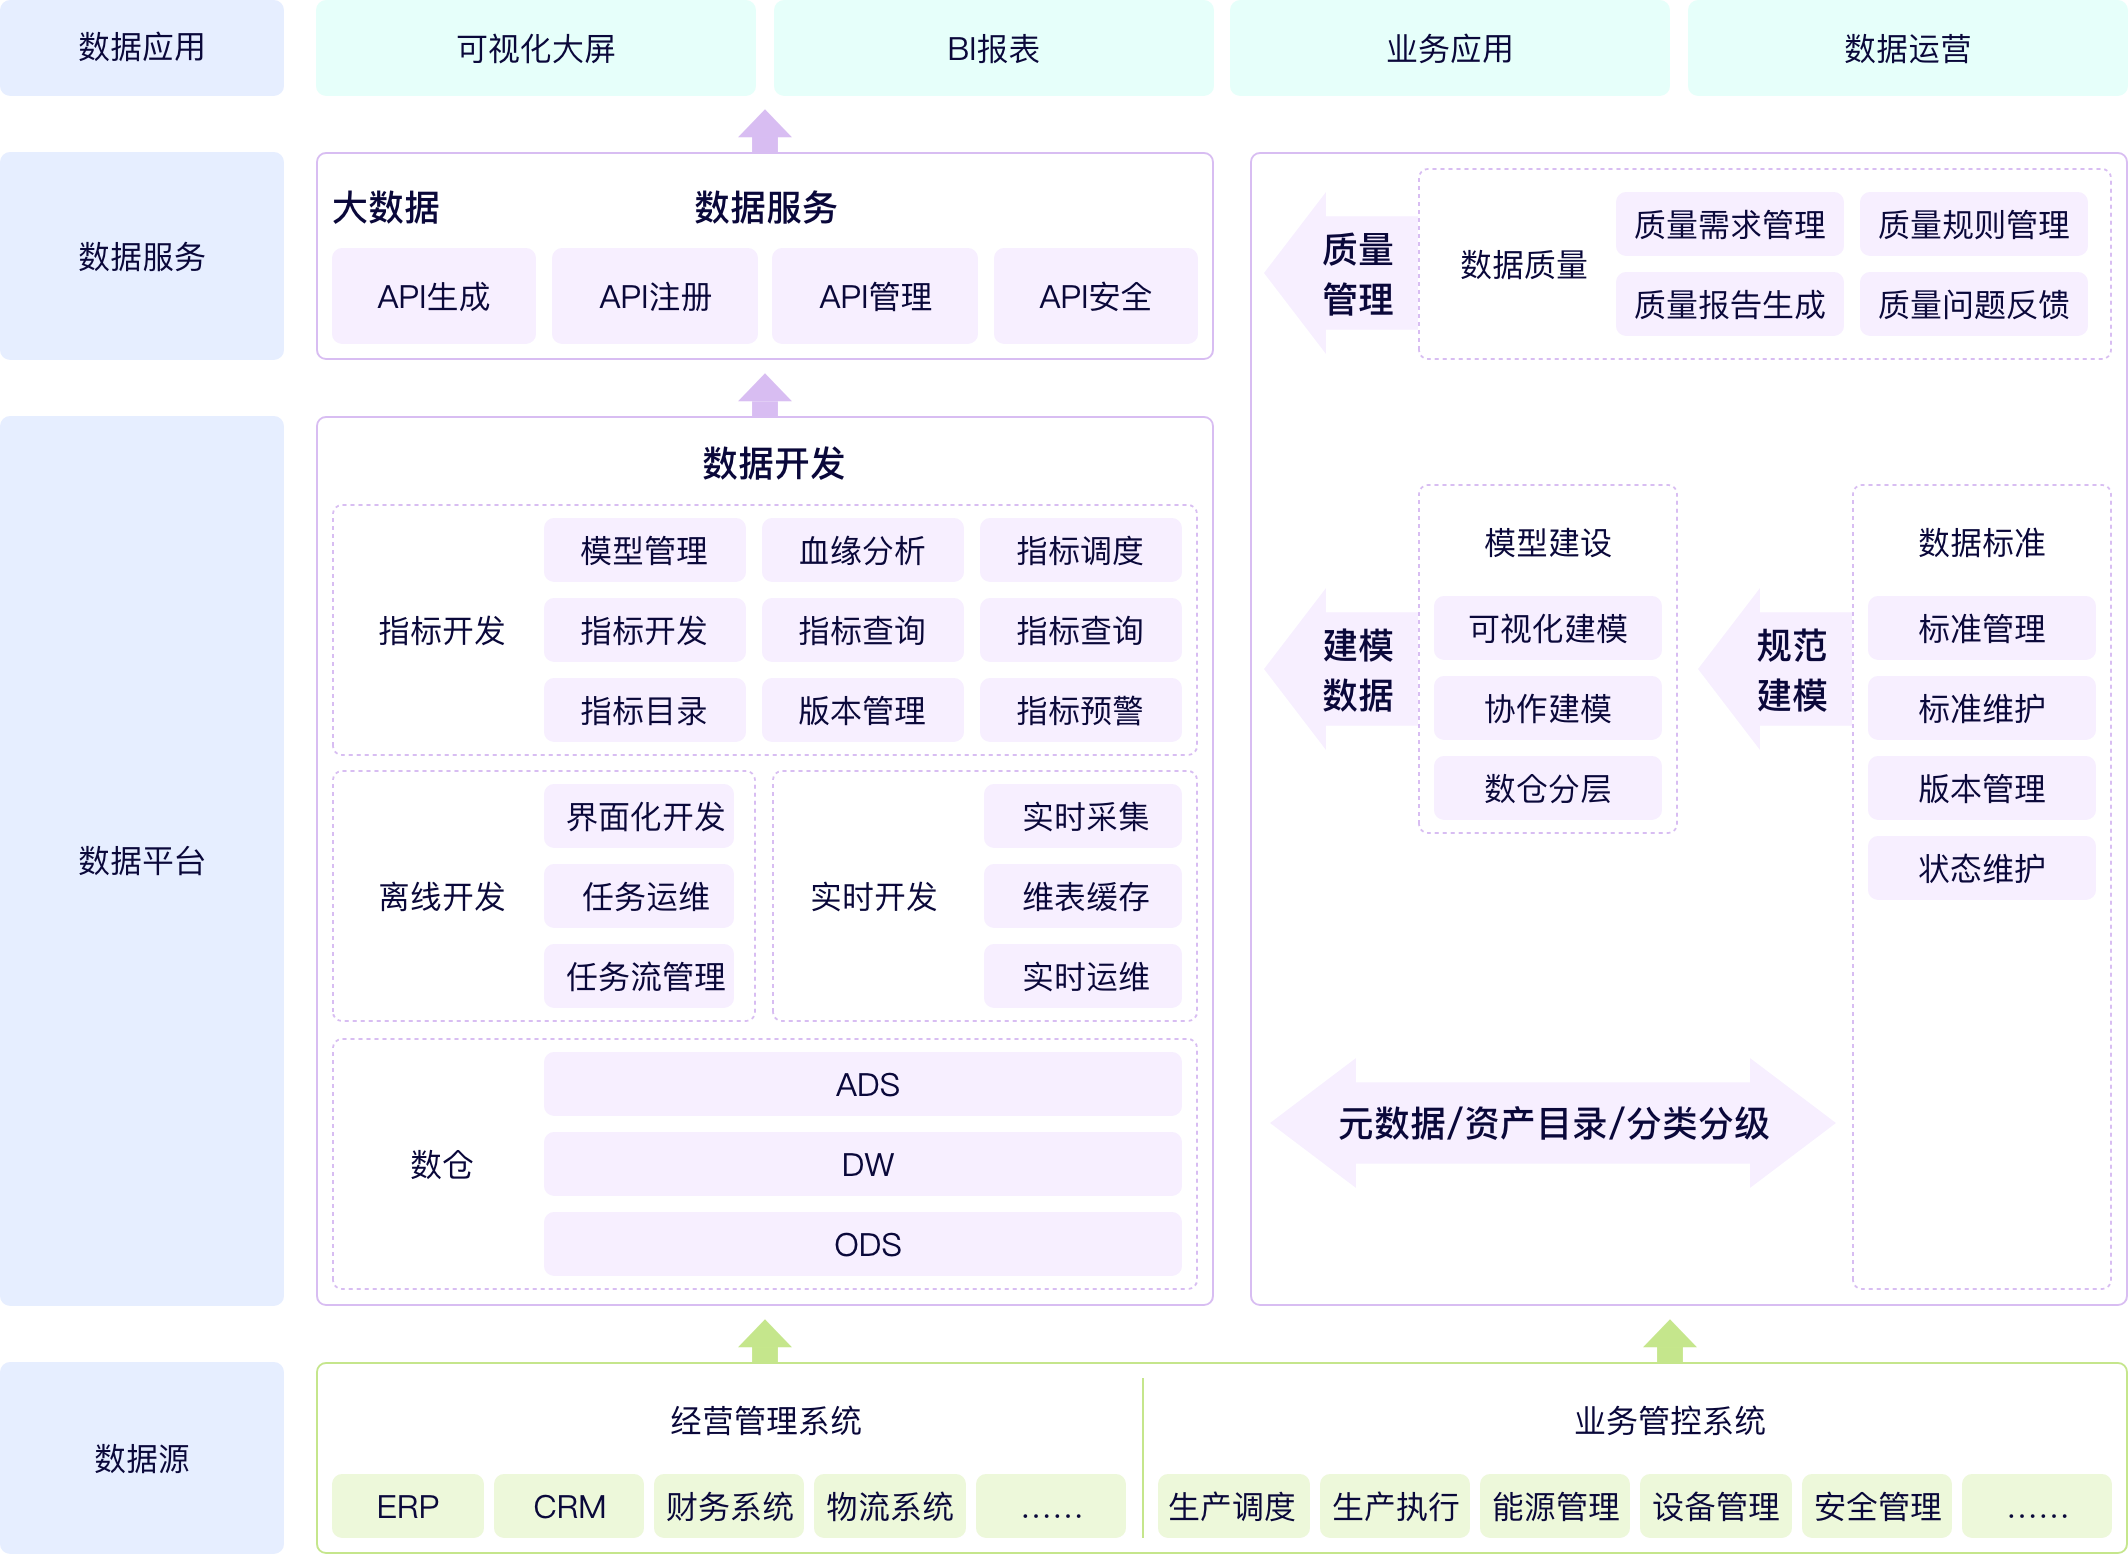 数据应用
可视化大屏
BI报表
业务应用
数据运营
数据服务
大数据
数据服务
API生成
API注册
API管理
API安全
质量
管理
数据质量
质量需求管理
质量规则管理
质量报告生成
质量问题反馈
数据平台
数据开发
指标开发
模型管理
血缘分析
指标调度
指标开发
指标查询
指标查询
指标目录
版本管理
指标预警
离线开发
界面化开发
任务运维
任务流管理
实时开发
实时采集
维表缓存
实时运维
数仓
ADS
DW
ODS
建模
数据
模型建设
可视化建模
协作建模
数仓分层
规范
建模
数据标准
标准管理
标准维护
版本管理
状态维护
元数据/资产目录/分类分级
数据源
经营管理系统
ERP
CRM
财务系统
物流系统
……
业务管控系统
生产调度
生产执行
能源管理
设备管理
安全管理
……